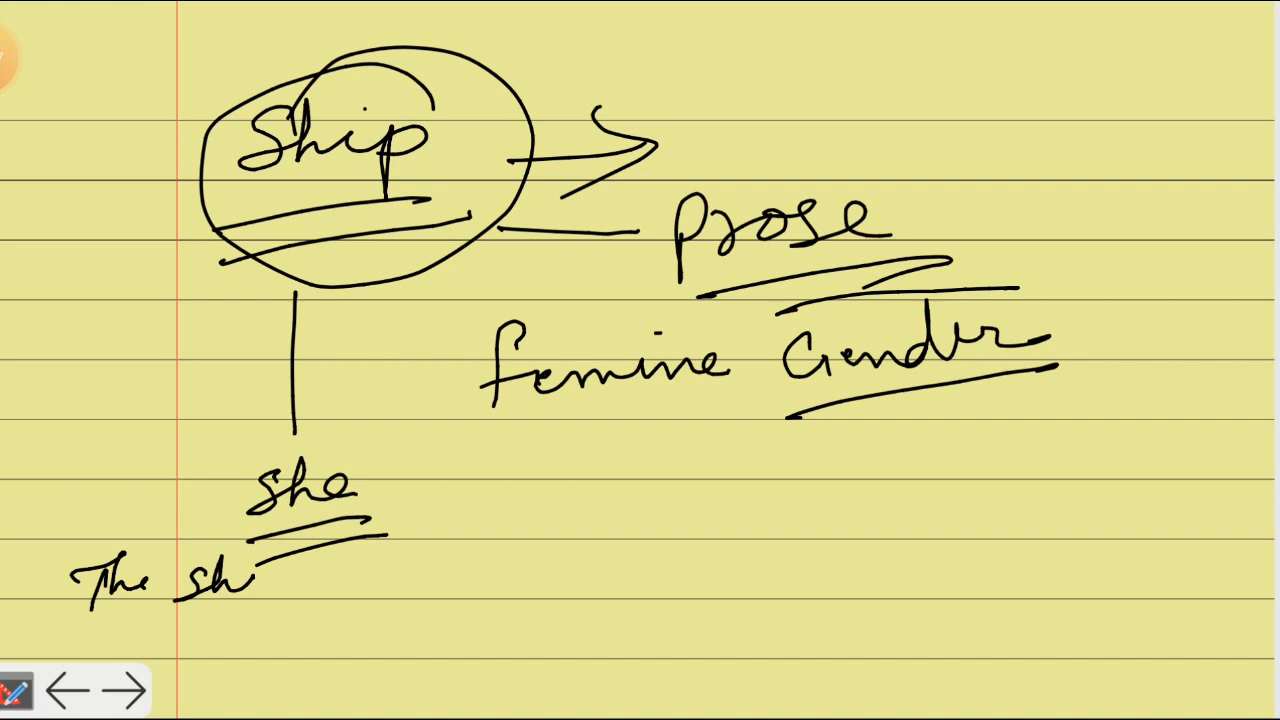 Ship
prose
femine Gender
she
The sh